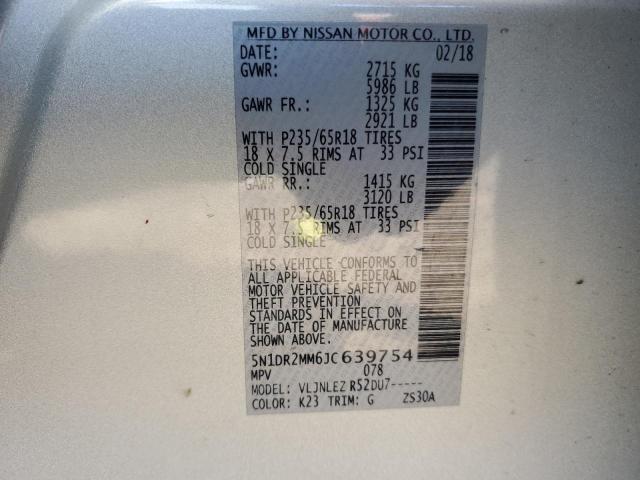 MFD BY NISSAN MOTOR CO., LTD.
DATE: 02/18
GVWR: 2715 KG
5986 LB
GAWR FR.: 1325 KG
2921 LB
WITH P235/65R18 TIRES
18 X 7.5 RIMS AT 33 PSI
COLD SINGLE
GAWR RR.: 1415 KG
3120 LB
WITH P235/65R18 TIRES
18 X 7.5 RIMS AT 33 PSI
COLD SINGLE
THIS VEHICLE CONFORMS TO
ALL APPLICABLE FEDERAL
MOTOR VEHICLE SAFETY AND
THEFT PREVENTION
STANDARDS IN EFFECT ON
THE DATE OF MANUFACTURE
SHOWN ABOVE.
5N1DR2MM6JC639754
MPV 078
MODEL: VLJNLEZ R52DU7-----
COLOR: K23 TRIM: G ZS30A